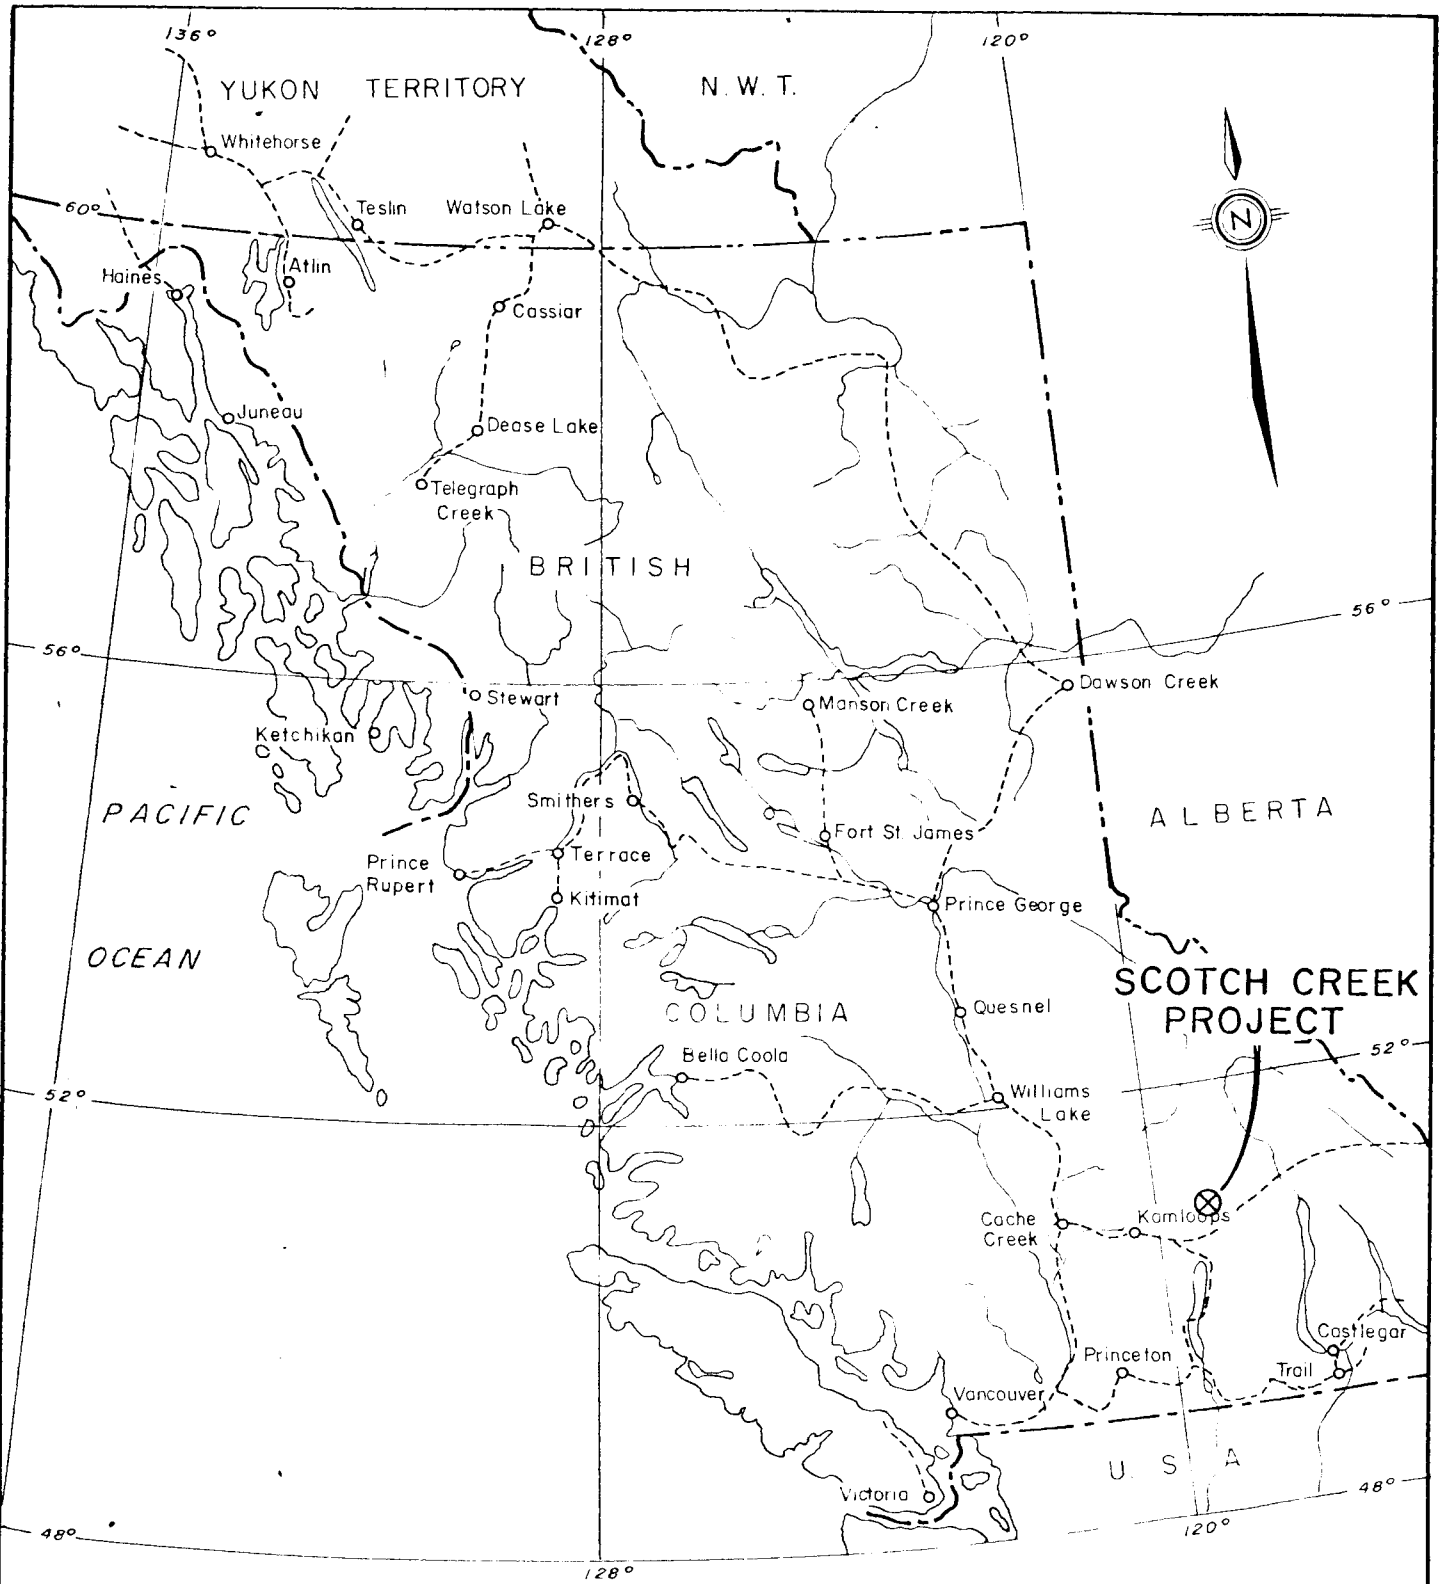 136°
128°
120°
YUKON TERRITORY
N.W.T.
Whitehorse
60°
Teslin
Watson Lake
N
Haines
Atlin
Cassiar
Juneau
Dease Lake
Telegraph
Creek
BRITISH
56°
56°
Stewart
Manson Creek
Dawson Creek
Ketchikan
PACIFIC
Smithers
ALBERTA
Fort St. James
Prince
Rupert
Terrace
Kitimat
Prince George
OCEAN
SCOTCH CREEK
PROJECT
COLUMBIA
Quesnel
52°
Bella Coola
52°
Williams
Lake
Cache
Creek
Kamloops
Castlegar
Princeton
Trail
Vancouver
U.S.A
Victoria
48°
48°
120°
128°